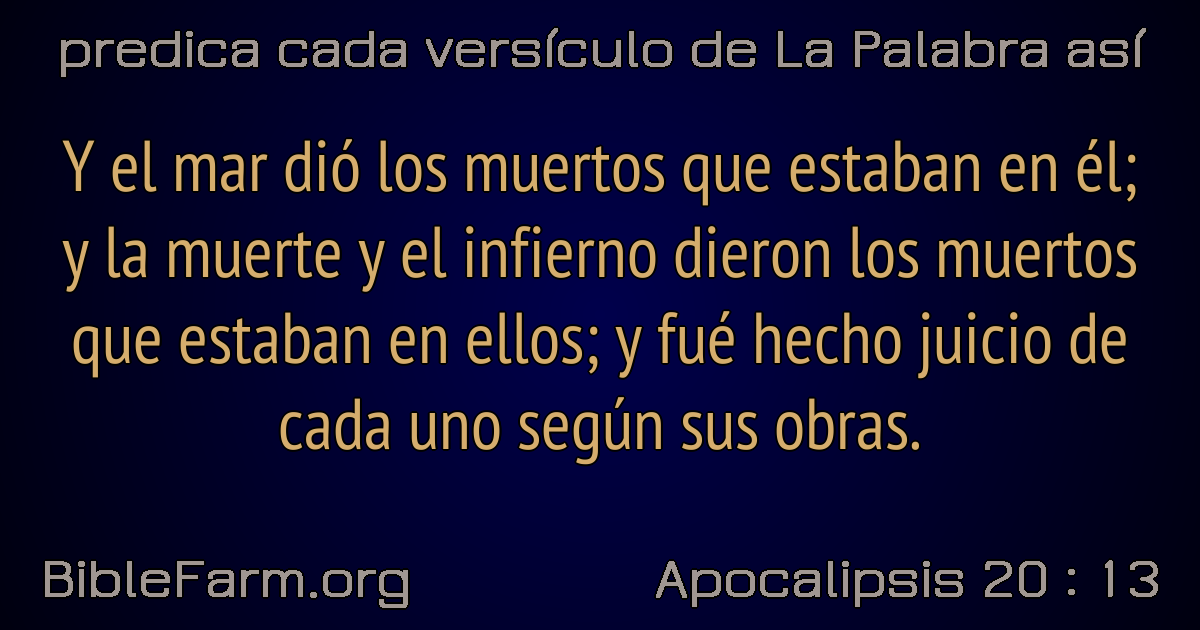 predica cada versículo de La Palabra así
Y el mar dió los muertos que estaban en él;
y la muerte y el infierno dieron los muertos
que estaban en ellos; y fué hecho juicio de
cada uno según sus obras.
BibleFarm.org
Apocalipsis 20 : 13